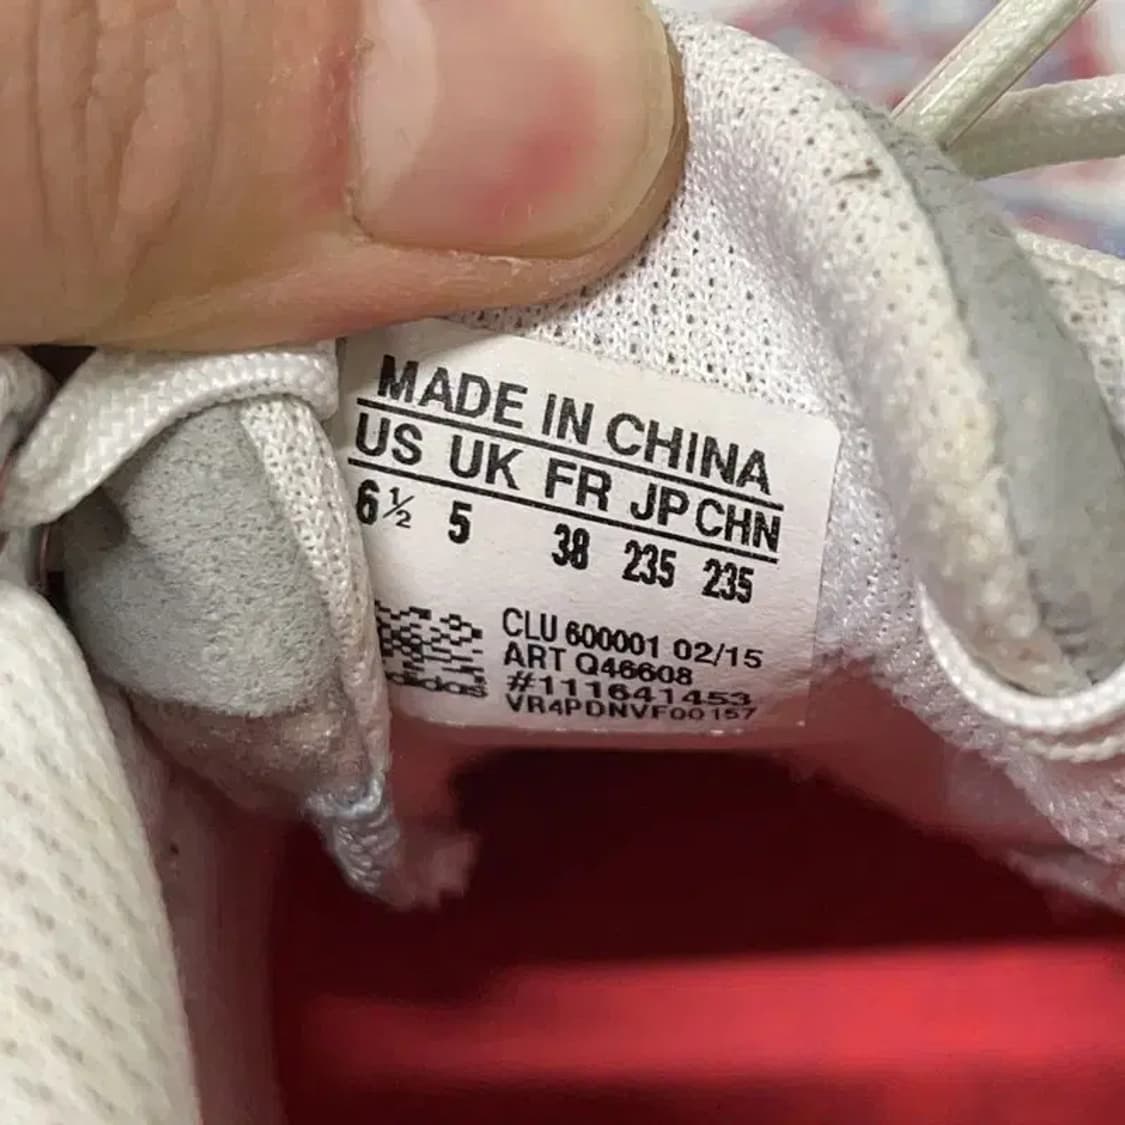 MADE IN CHINA
US UK FR JP CHN
6½ 5 38 235 235
CLU 600001 02/15
ART Q46608
#111641453
VR4PDNVF00157
adidas